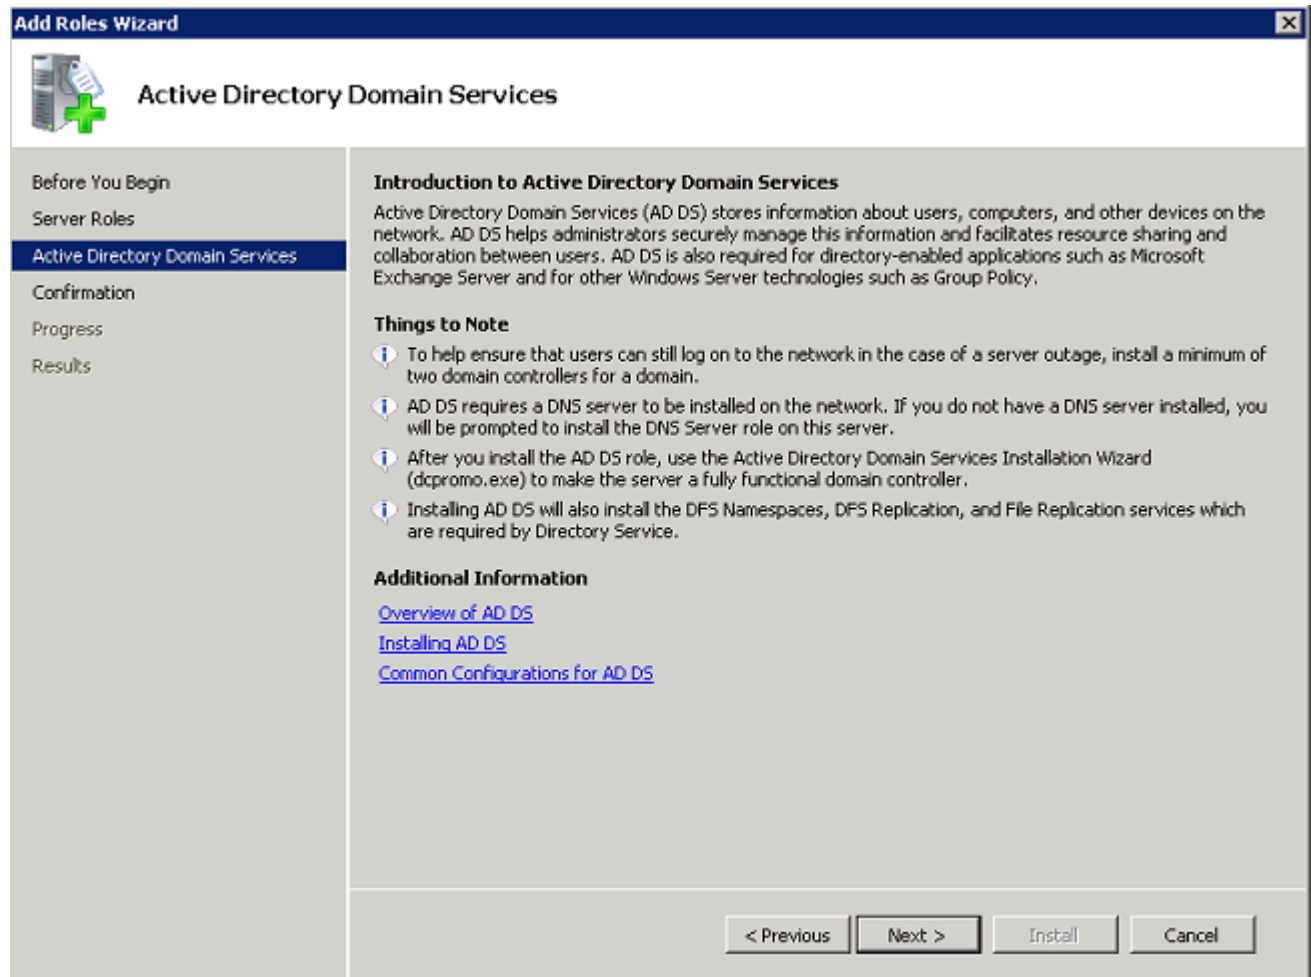 Add Roles Wizard
Active Directory Domain Services
Before You Begin
Server Roles
Active Directory Domain Services
Confirmation
Progress
Results
Introduction to Active Directory Domain Services
Active Directory Domain Services (AD DS) stores information about users, computers, and other devices on the
network. AD DS helps administrators securely manage this information and facilitates resource sharing and
collaboration between users. AD DS is also required for directory-enabled applications such as Microsoft
Exchange Server and for other Windows Server technologies such as Group Policy.
Things to Note
To help ensure that users can still log on to the network in the case of a server outage, install a minimum of
two domain controllers for a domain.
AD DS requires a DNS server to be installed on the network. If you do not have a DNS server installed, you
will be prompted to install the DNS Server role on this server.
After you install the AD DS role, use the Active Directory Domain Services Installation Wizard
(dcpromo.exe) to make the server a fully functional domain controller.
Installing AD DS will also install the DFS Namespaces, DFS Replication, and File Replication services which
are required by Directory Service.
Additional Information
Overview of AD DS
Installing AD DS
Common Configurations for AD DS
< Previous Next > Install Cancel